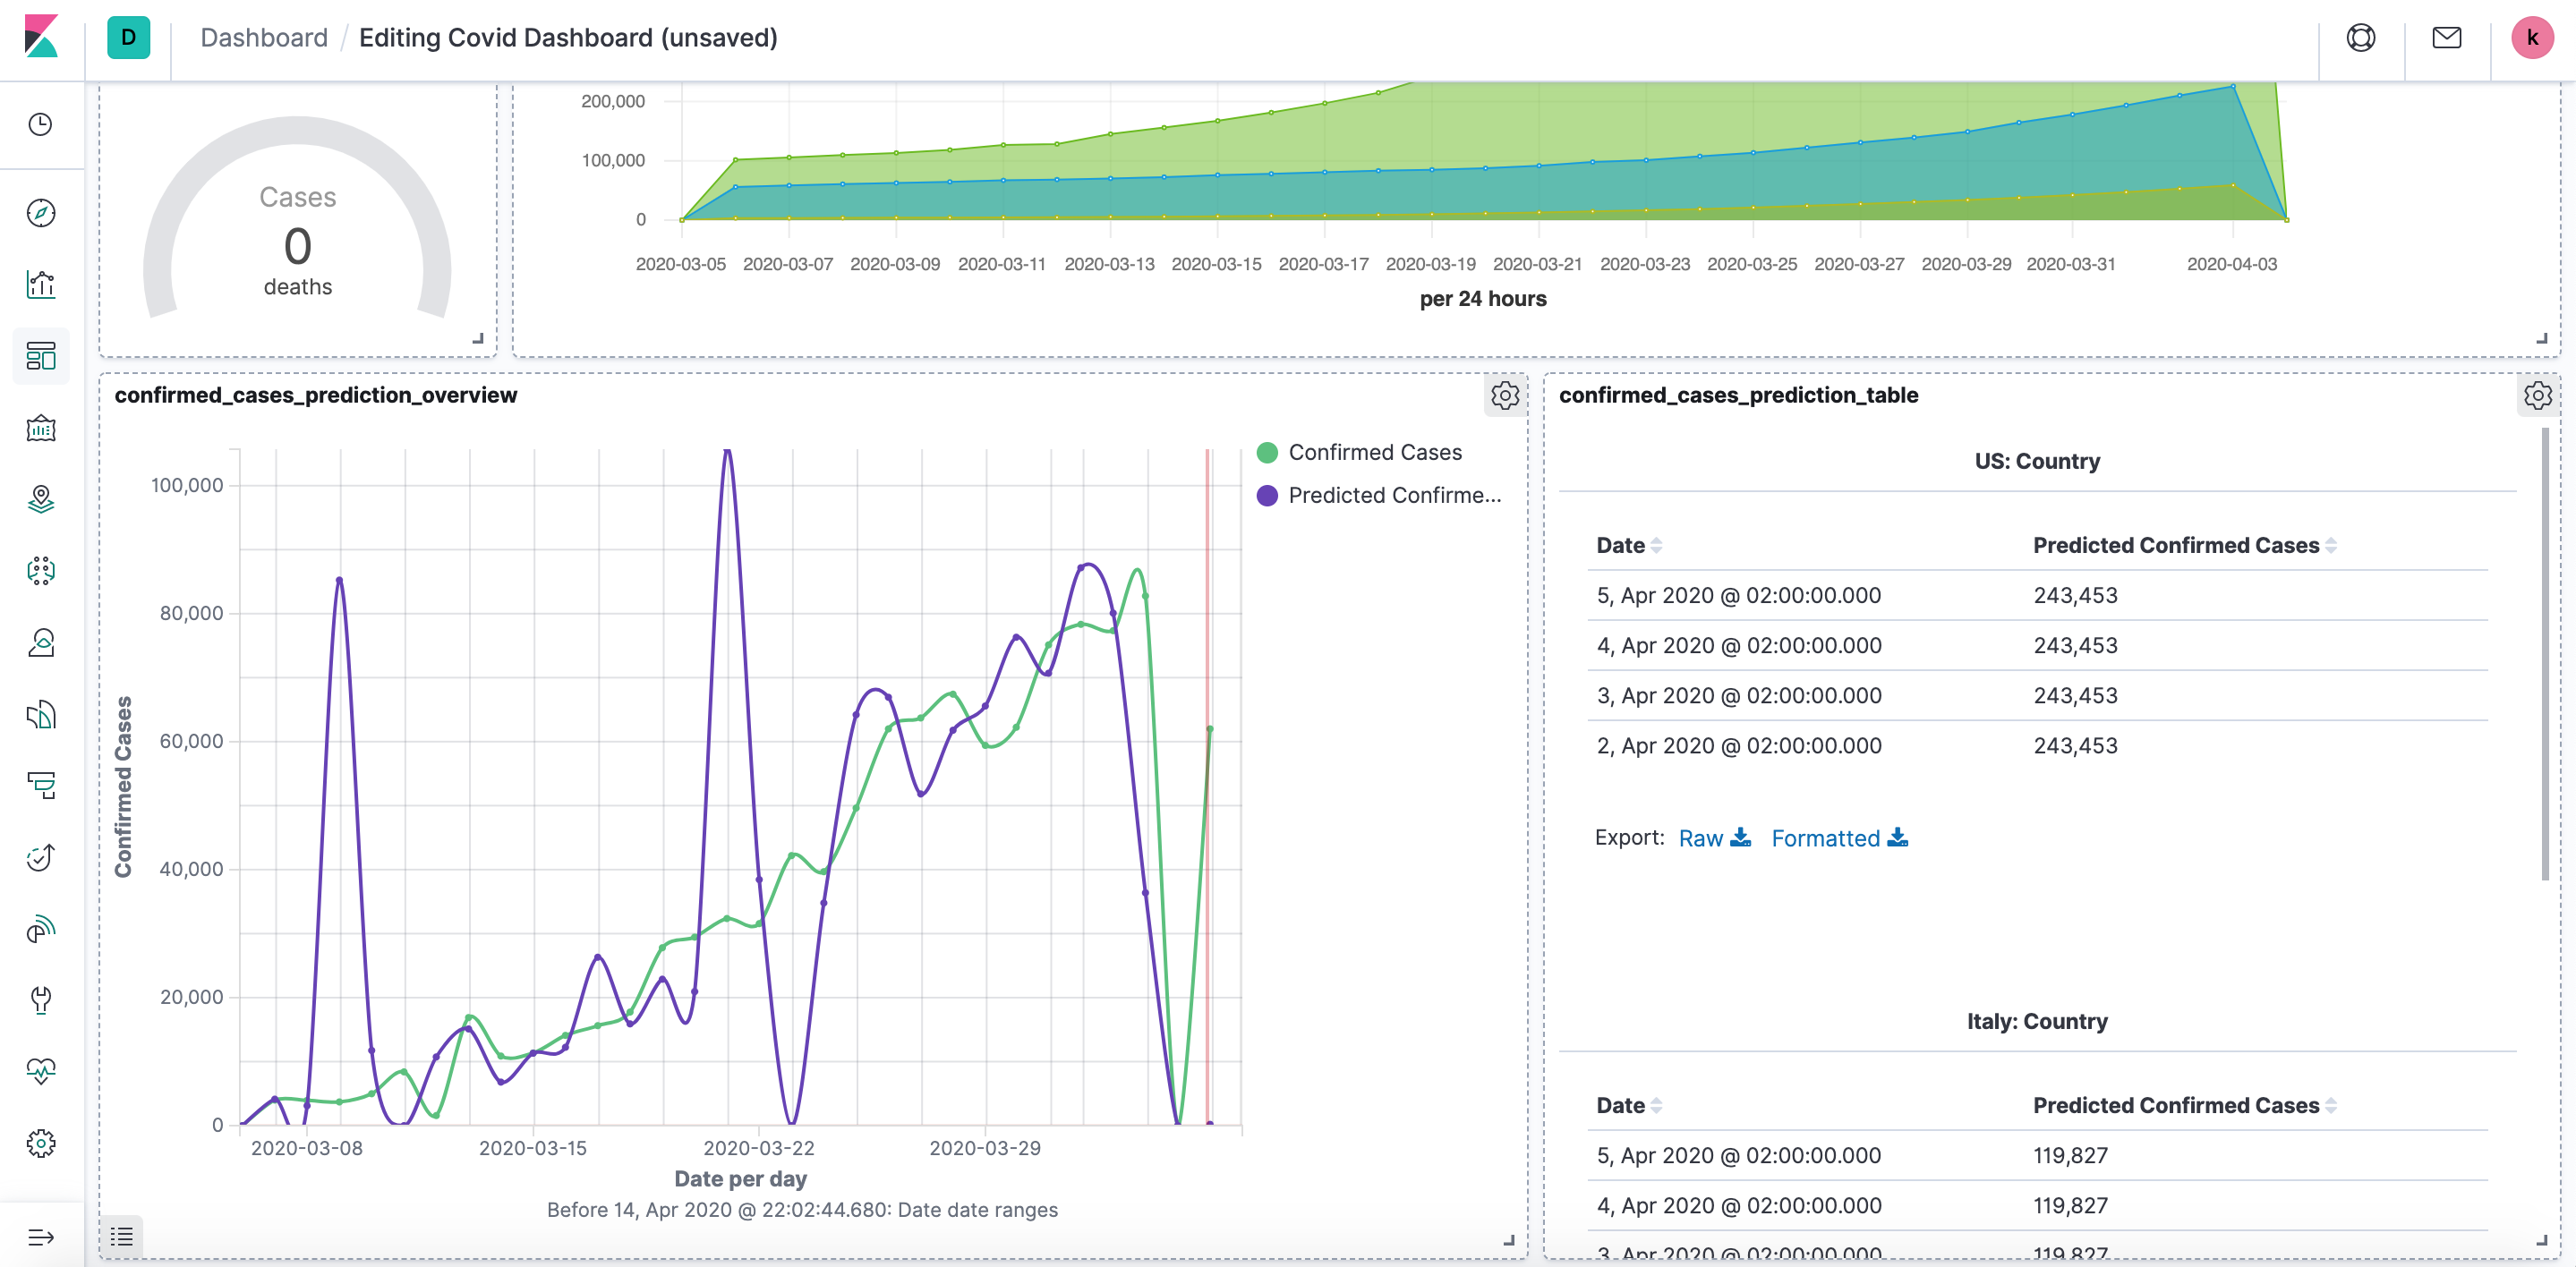 D
Dashboard / Editing Covid Dashboard (unsaved)
k
Cases
0
deaths
200,000
100,000
0
2020-03-05 2020-03-07 2020-03-09 2020-03-11 2020-03-13 2020-03-15 2020-03-17 2020-03-19 2020-03-21 2020-03-23 2020-03-25 2020-03-27 2020-03-29 2020-03-31 2020-04-03
per 24 hours
confirmed_cases_prediction_overview
Confirmed Cases
Predicted Confirme...
Confirmed Cases
100,000
80,000
60,000
40,000
20,000
0
2020-03-08 2020-03-15 2020-03-22 2020-03-29
Date per day
Before 14, Apr 2020 @ 22:02:44.680: Date date ranges
confirmed_cases_prediction_table
US: Country
Date Predicted Confirmed Cases
5, Apr 2020 @ 02:00:00.000 243,453
4, Apr 2020 @ 02:00:00.000 243,453
3, Apr 2020 @ 02:00:00.000 243,453
2, Apr 2020 @ 02:00:00.000 243,453
Export: Raw Formatted
Italy: Country
Date Predicted Confirmed Cases
5, Apr 2020 @ 02:00:00.000 119,827
4, Apr 2020 @ 02:00:00.000 119,827
3, Apr 2020 @ 02:00:00.000 119,827